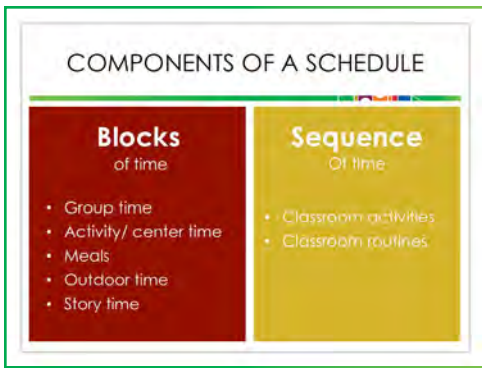 COMPONENTS OF A SCHEDULE
Blocks
of time
• Group time
• Activity/ center time
• Meals
• Outdoor time
• Story time
Sequence
Of time
• Classroom activities
• Classroom routines